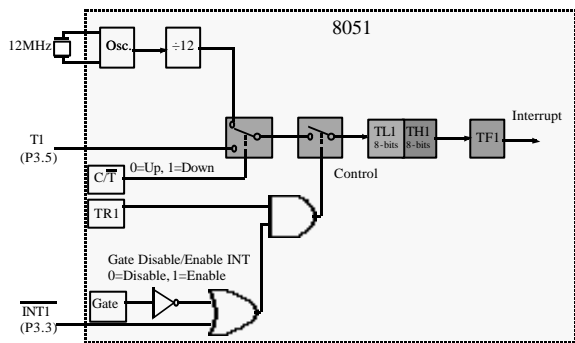 8051
12MHz
Osc.
÷12
T1
(P3.5)
TL1
8-bits
TH1
8-bits
TF1
Interrupt
C/T̅
0=Up, 1=Down
Control
TR1
Gate Disable/Enable INT
0=Disable, 1=Enable
Gate
I̅N̅T̅1̅
(P3.3)